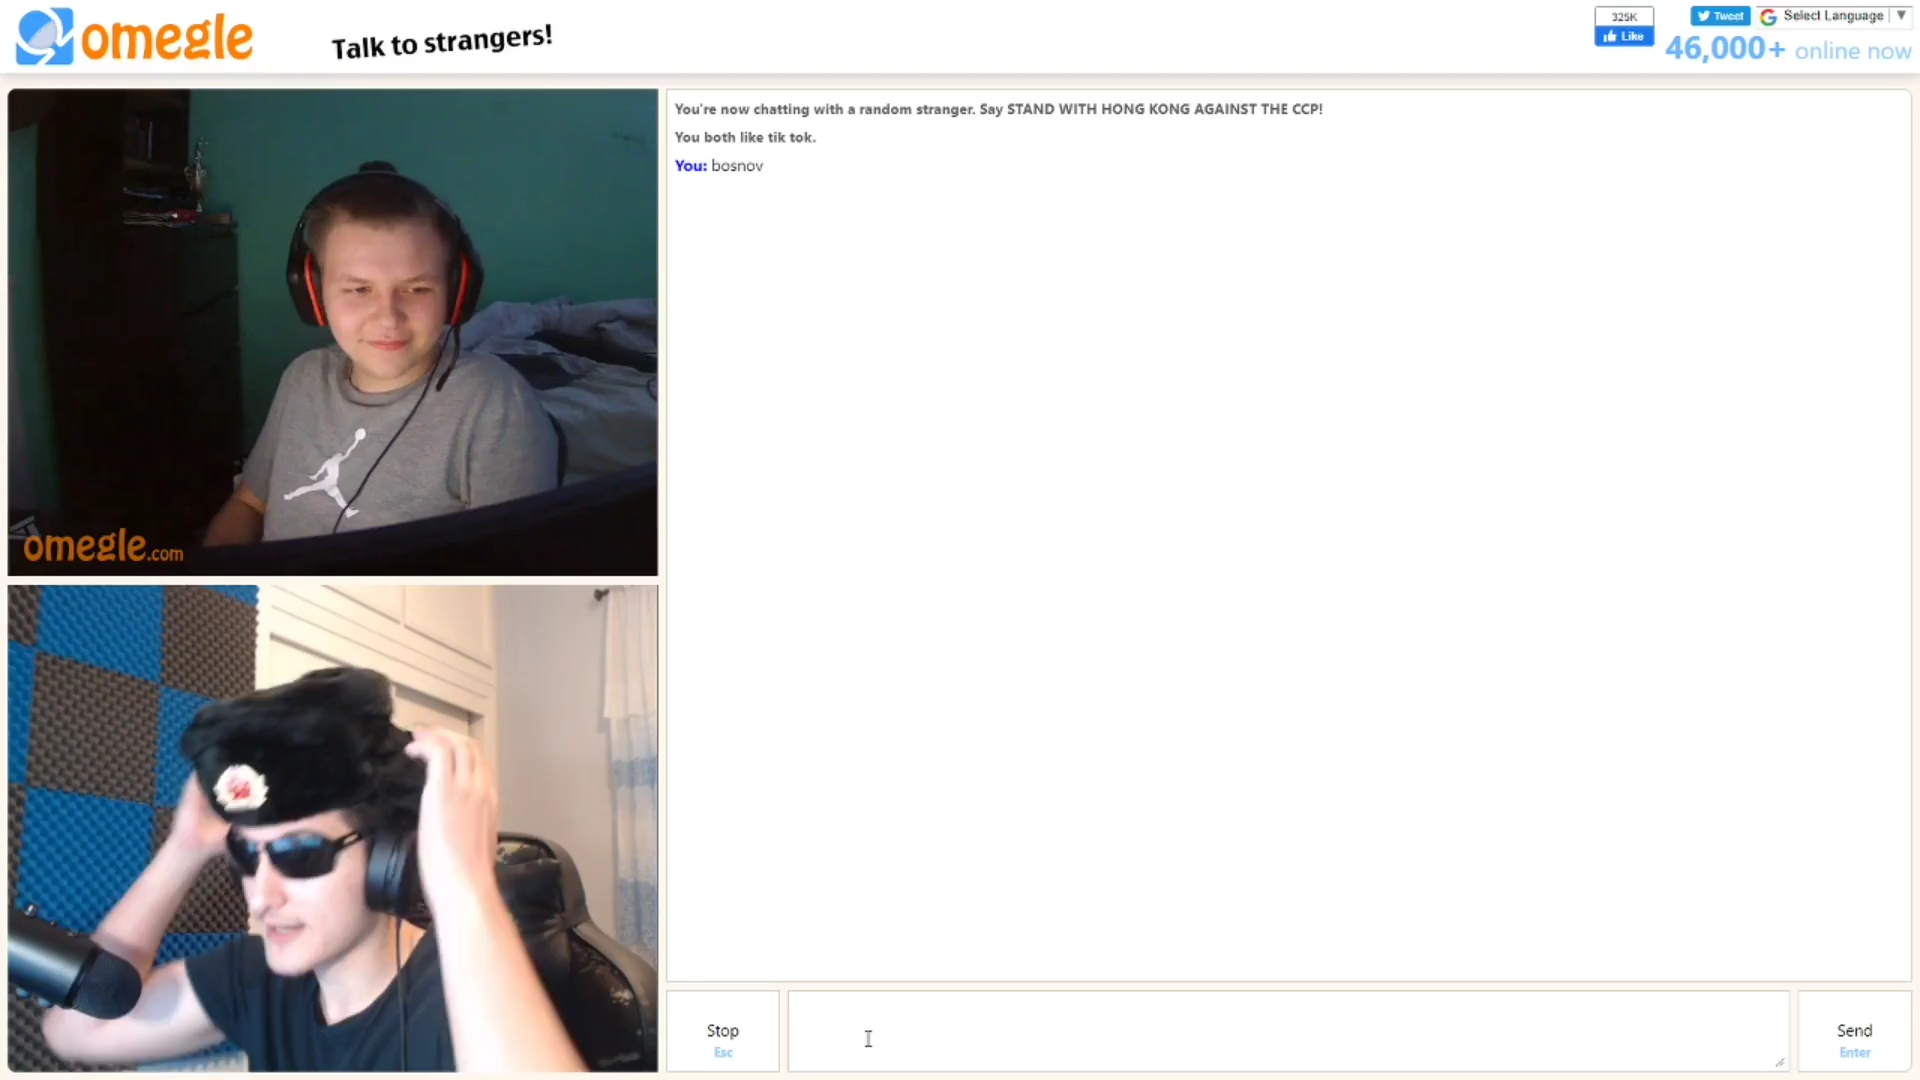 omegle
Talk to strangers!
325K
Like
Tweet
Select Language
46,000+ online now
You're now chatting with a random stranger. Say STAND WITH HONG KONG AGAINST THE CCP!
You both like tik tok.
You: bosnov
omegle.com
Stop
Esc
Send
Enter